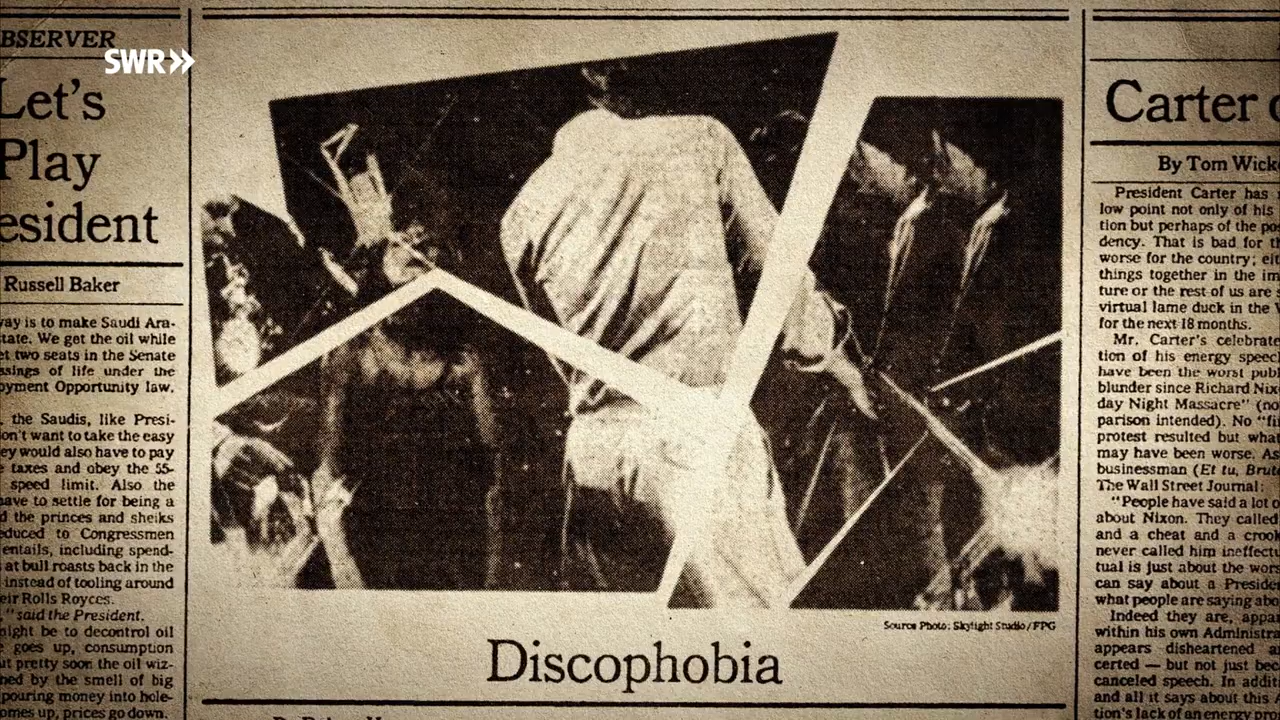 BSERVER
SWR
Let's
Play
esident
Russell Baker
way is to make Saudi Ara-
tate. We get the oil while
et two seats in the Senate
ssings of life under the
oyment Opportunity law.
, the Saudis, like Presi-
on't want to take the easy
ey would also have to pay
e taxes and obey the 55-
speed limit. Also the
have to settle for being a
d the princes and sheiks
educed to Congressmen
entails, including spend-
at bull roasts back in the
instead of tooling around
eir Rolls Royces.
," said the President.
ight be to decontrol oil
e goes up, consumption
ut pretty soon the oil wiz-
ned by the smell of big
pouring money into hole-
omes up, prices go down.
Source Photo: Skylight Studio/FPG
Discophobia
Carter
By Tom Wick
President Carter has
low point not only of his
tion but perhaps of the po
dency. That is bad for t
worse for the country; eit
things together in the im
ture or the rest of us are
virtual lame duck in the
for the next 18 months.
Mr. Carter's celebrate
tion of his energy speec
have been the worst publ
blunder since Richard Nix
day Night Massacre" (no
parison intended). No "fi
protest resulted but wha
may have been worse. As
businessman (Et tu, Brut
The Wall Street Journal:
"People have said a lot
about Nixon. They called
and a cheat and a crook
never called him ineffectu
tual is just about the wors
can say about a Preside
what people are saying abo
Indeed they are, appar
within his own Administra
appears disheartened a
certed — but not just bec
canceled speech. In additi
and all it says about this
tion's lack of an energy pro